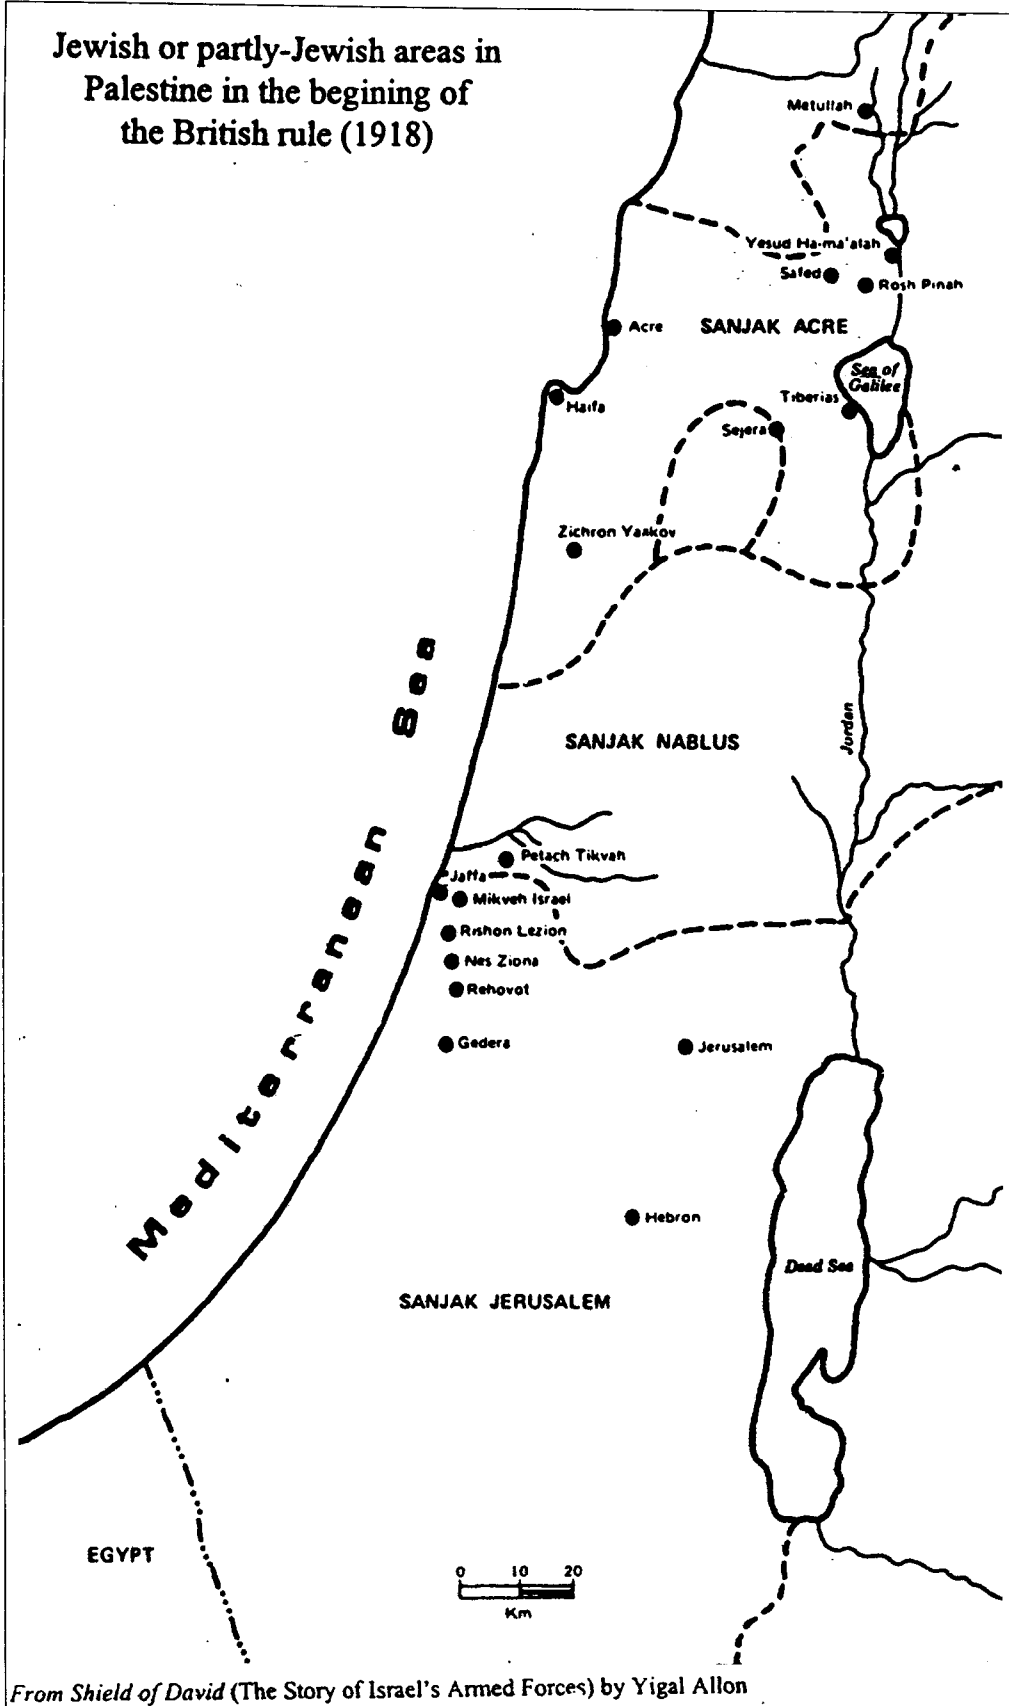 Jewish or partly-Jewish areas in
Palestine in the begining of
the British rule (1918)
Metullah
Yesud Ha-ma'alah
Safed
Rosh Pinah
Acre
SANJAK ACRE
Sea of
Galilee
Tiberias
Haifa
Sejera
Zichron Yaakov
Mediterranean Sea
SANJAK NABLUS
Jordan
Petach Tikvah
Jaffa
Mikveh Israel
Rishon Lezion
Nes Ziona
Rehovot
Gedera
Jerusalem
Hebron
Dead Sea
SANJAK JERUSALEM
EGYPT
0 10 20
Km
From Shield of David (The Story of Israel's Armed Forces) by Yigal Allon